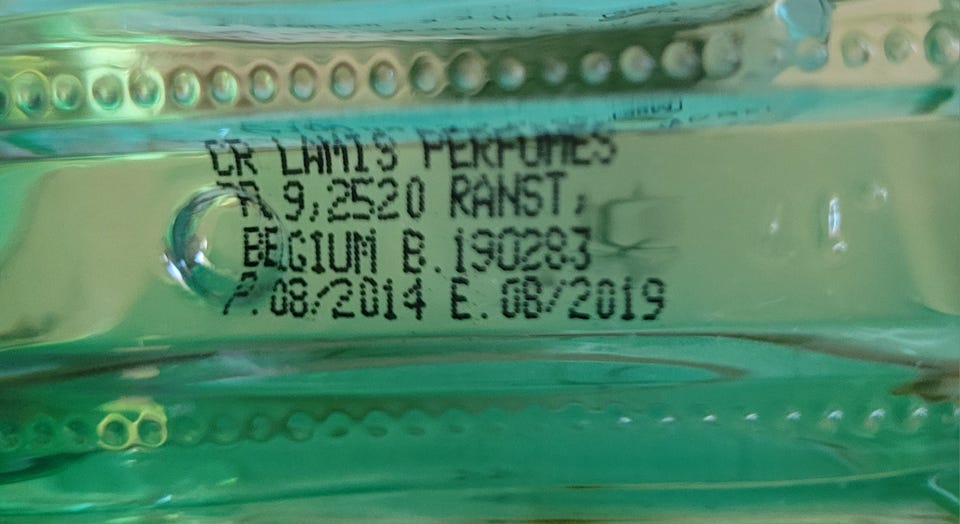 CR LAMIS PERFUMES
9,2520 RANST,
BEGIUM B.190283
.08/2014 E.08/2019